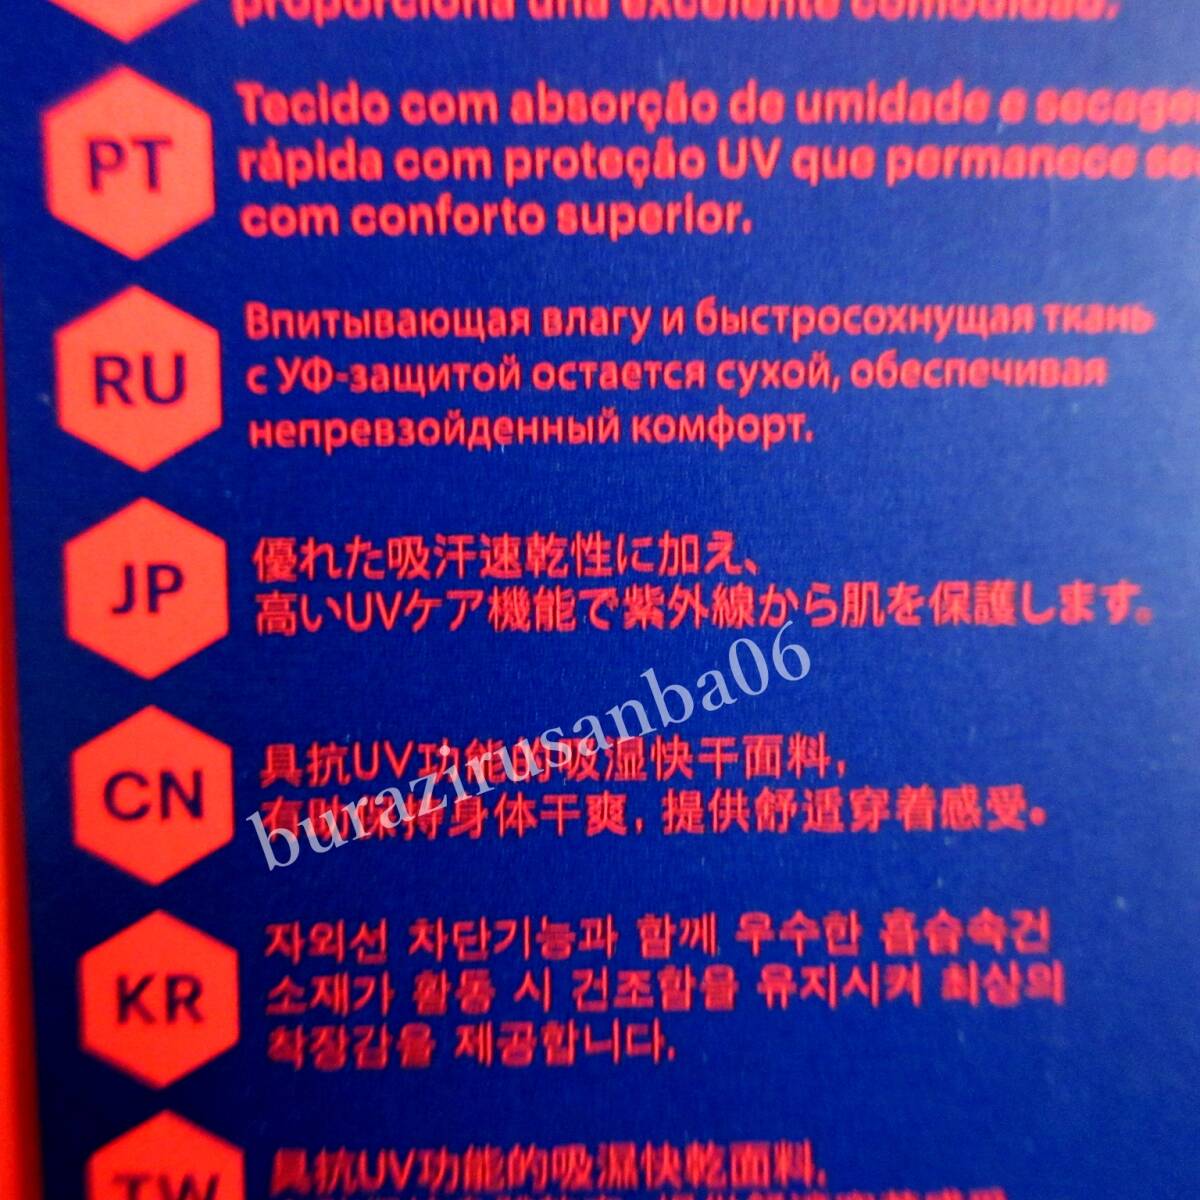 proporciona una excelente comodidad.
PT
Tecido com absorção de umidade e secage
rápida com proteção UV que permanece se
com conforto superior.
RU
Впитывающая влагу и быстросохнущая ткань
с УФ-защитой остается сухой, обеспечивая
непревзойденный комфорт.
JP
優れた吸汗速乾性に加え、
高いUVケア機能で紫外線から肌を保護します。
burazirusanba06
CN
具抗UV功能的吸湿快干面料,
有助保持身体干爽, 提供舒适穿着感受。
KR
자외선 차단기능과 함께 우수한 흡습속건
소재가 활동 시 건조함을 유지시켜 최상의
착장감을 제공합니다.
TW
具抗UV功能的吸濕快乾面料,